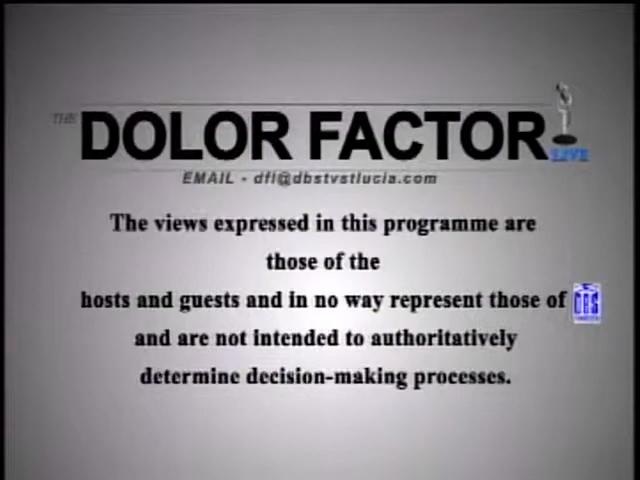 THE
DOLOR FACTOR
LIVE
EMAIL - dfl@dbstvstlucia.com
The views expressed in this programme are
those of the
hosts and guests and in no way represent those of DBS
and are not intended to authoritatively
determine decision-making processes.